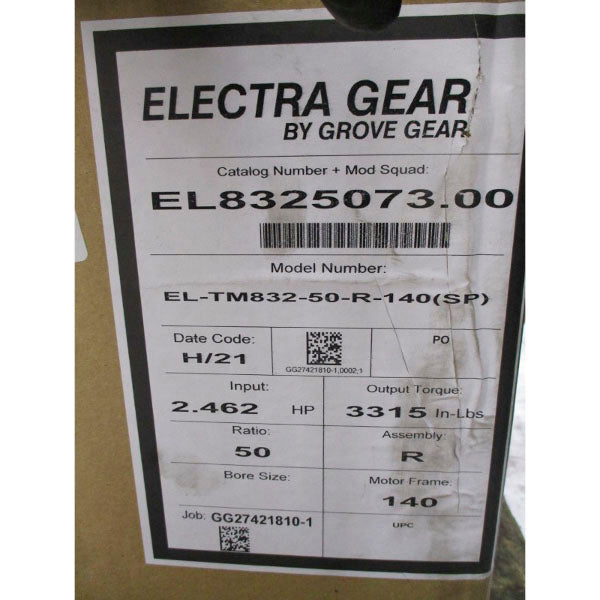 ELECTRA GEAR
BY GROVE GEAR
Catalog Number + Mod Squad:
EL8325073.00
Model Number:
EL-TM832-50-R-140(SP)
Date Code:
H/21
GG27421810-1,0002;1
PO
Input:
2.462 HP
Output Torque:
3315 In-Lbs
Ratio:
50
Assembly:
R
Bore Size:
Motor Frame:
140
Job: GG27421810-1
UPC